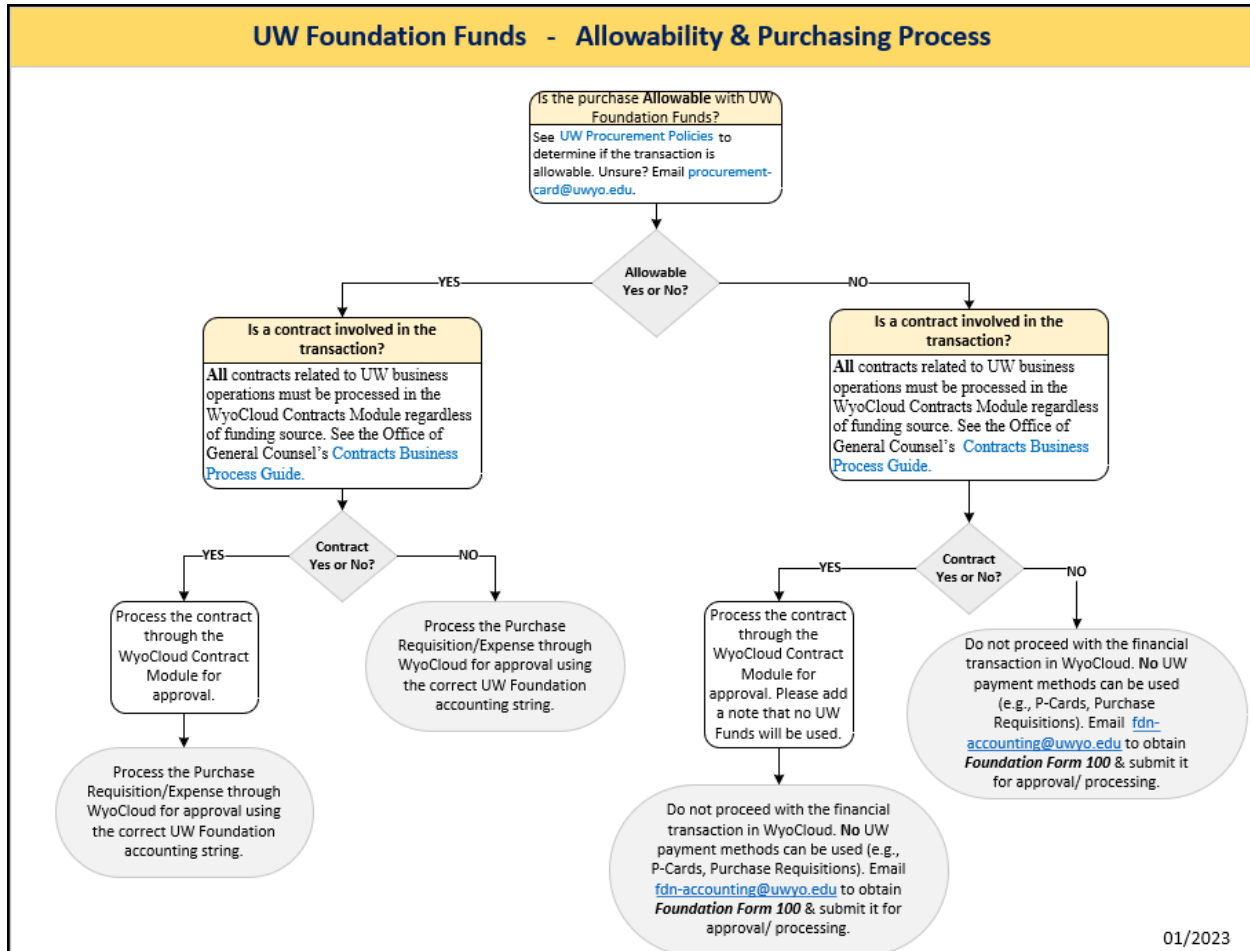 UW Foundation Funds - Allowability & Purchasing Process
Is the purchase Allowable with UW
Foundation Funds?
See UW Procurement Policies to
determine if the transaction is
allowable. Unsure? Email procurement-
card@uwyo.edu.
Allowable
Yes or No?
YES
NO
Is a contract involved in the
transaction?
All contracts related to UW business
operations must be processed in the
WyoCloud Contracts Module regardless
of funding source. See the Office of
General Counsel's Contracts Business
Process Guide.
Contract
Yes or No?
YES
NO
Process the contract
through the
WyoCloud Contract
Module for
approval.
Process the Purchase
Requisition/Expense through
WyoCloud for approval using
the correct UW Foundation
accounting string.
Process the Purchase
Requisition/Expense through
WyoCloud for approval using
the correct UW Foundation
accounting string.
Is a contract involved in the
transaction?
All contracts related to UW business
operations must be processed in the
WyoCloud Contracts Module regardless
of funding source. See the Office of
General Counsel's Contracts Business
Process Guide.
Contract
Yes or No?
YES
NO
Process the contract
through the
WyoCloud Contract
Module for
approval. Please add
a note that no UW
Funds will be used.
Do not proceed with the financial
transaction in WyoCloud. No UW
payment methods can be used
(e.g., P-Cards, Purchase
Requisitions). Email fdn-
accounting@uwyo.edu to obtain
Foundation Form 100 & submit it
for approval/ processing.
Do not proceed with the financial
transaction in WyoCloud. No UW
payment methods can be used (e.g.,
P-Cards, Purchase Requisitions). Email
fdn-accounting@uwyo.edu to obtain
Foundation Form 100 & submit it for
approval/ processing.
01/2023